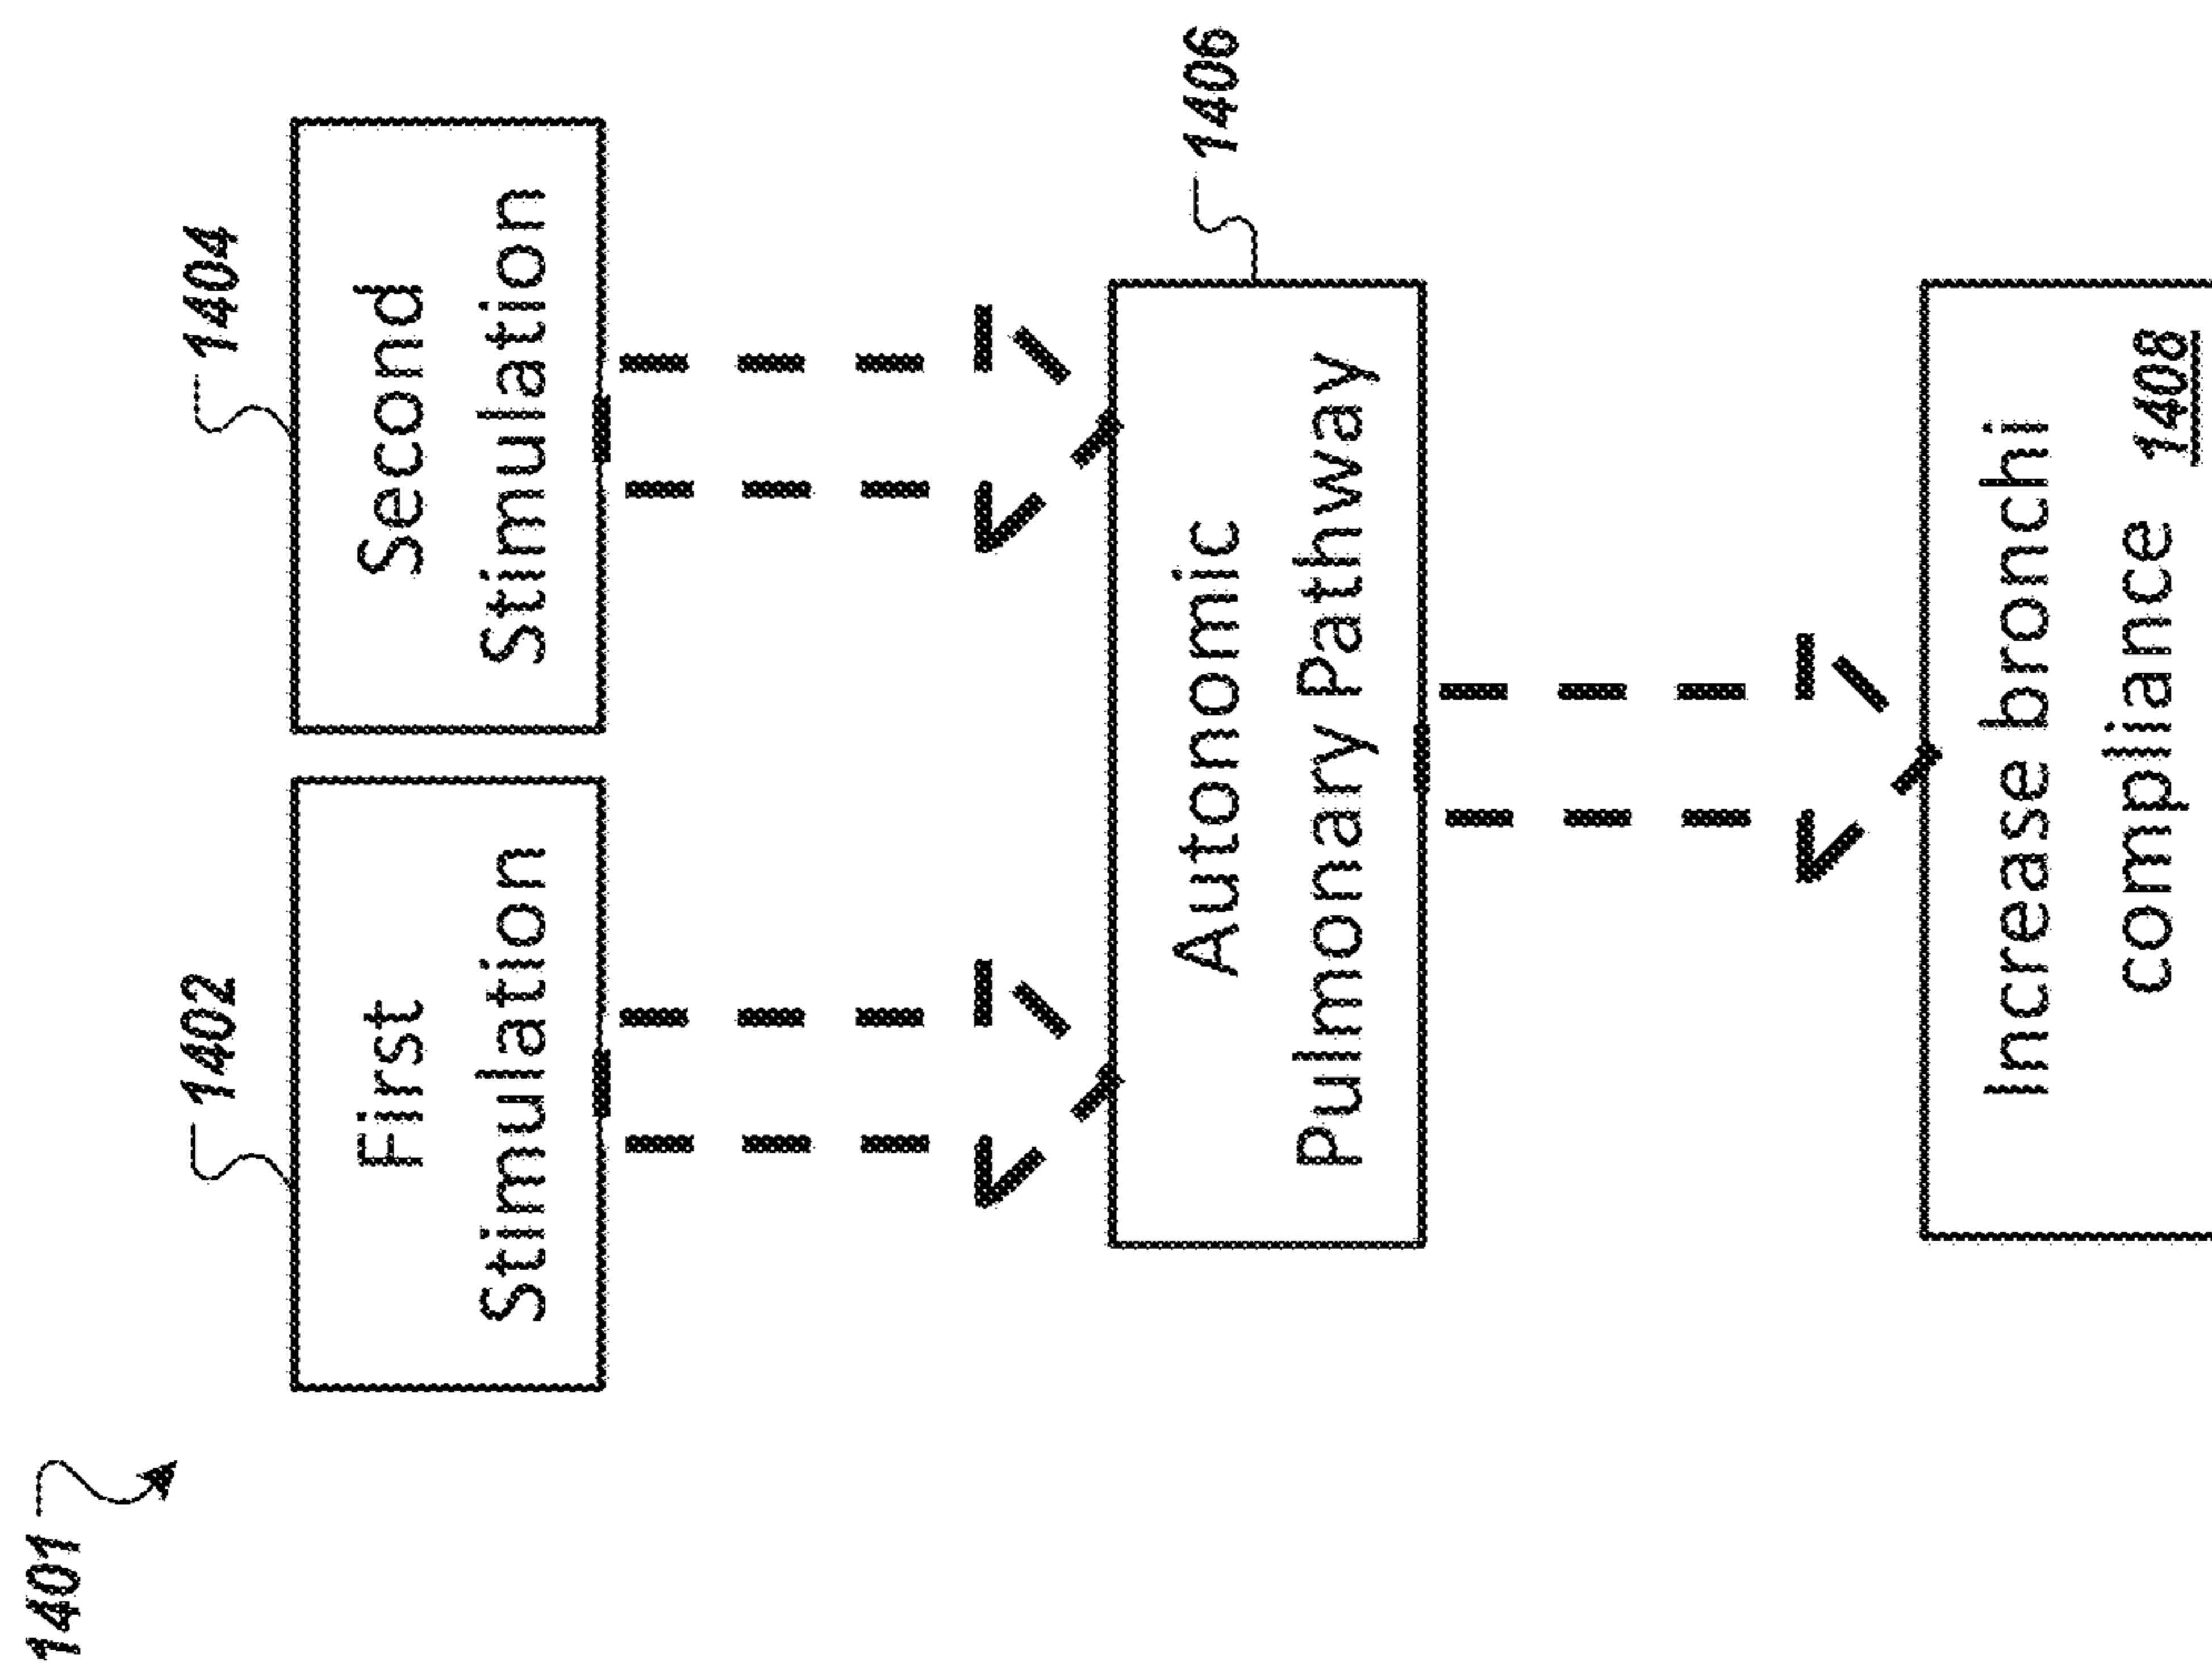 1401
1402
1404
First
Stimulation
Second
Stimulation
1406
Autonomic
Pulmonary Pathway
Increase bronchi
compliance 1408